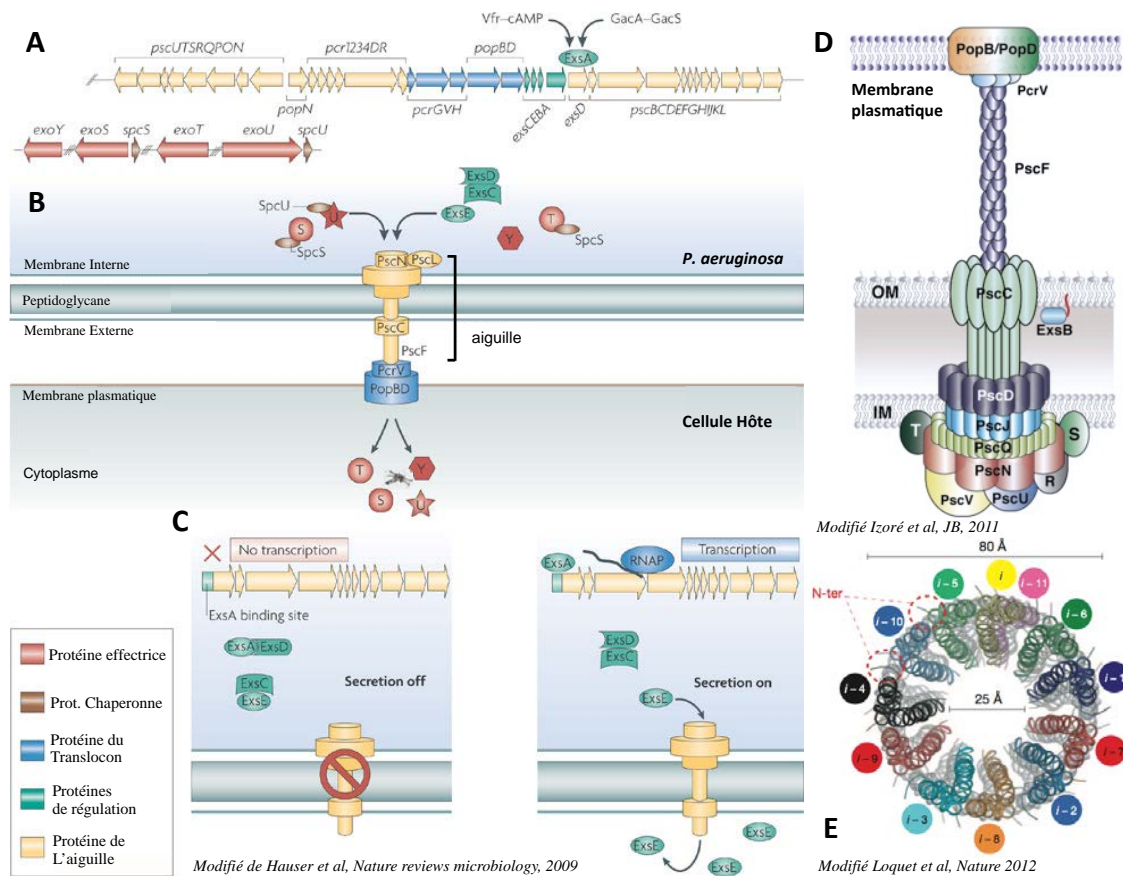 A
Vfr–cAMP
GacA–GacS
pscUTSRQPON
pcr1234DR
popBD
ExsA
popN
pcrGVH
exsCEBA
exsD
pscBCDEFGHIJKL
exoY
exoS
spcS
exoT
exoU
spcU
B
SpcU
U
S
SpcS
ExsD
ExsC
ExsE
T
SpcS
Y
PscN
PscL
Membrane Interne
P. aeruginosa
Peptidoglycane
Membrane Externe
PscC
aiguille
PscF
PcrV
PopBD
Membrane plasmatique
Cellule Hôte
Cytoplasme
T
Y
S
U
C
No transcription
ExsA binding site
ExsA
ExsD
ExsC
ExsE
Secretion off
ExsA
RNAP
Transcription
ExsD
ExsC
Secretion on
ExsE
ExsE
ExsE
ExsE
Protéine effectrice
Prot. Chaperonne
Protéine du
Translocon
Protéines
de régulation
Protéine de
L'aiguille
Modifié de Hauser et al, Nature reviews microbiology, 2009
D
PopB/PopD
Membrane
plasmatique
PcrV
PscF
OM
PscC
ExsB
PscD
IM
PscJ
T
S
PscQ
PscN
R
PscV
PscU
Modifié Izoré et al, JB, 2011
80 Å
N-ter
i – 5
i
i – 11
i – 10
i – 6
i – 4
i – 1
25 Å
i – 9
i – 7
i – 3
i – 8
i – 2
E
Modifié Loquet et al, Nature 2012